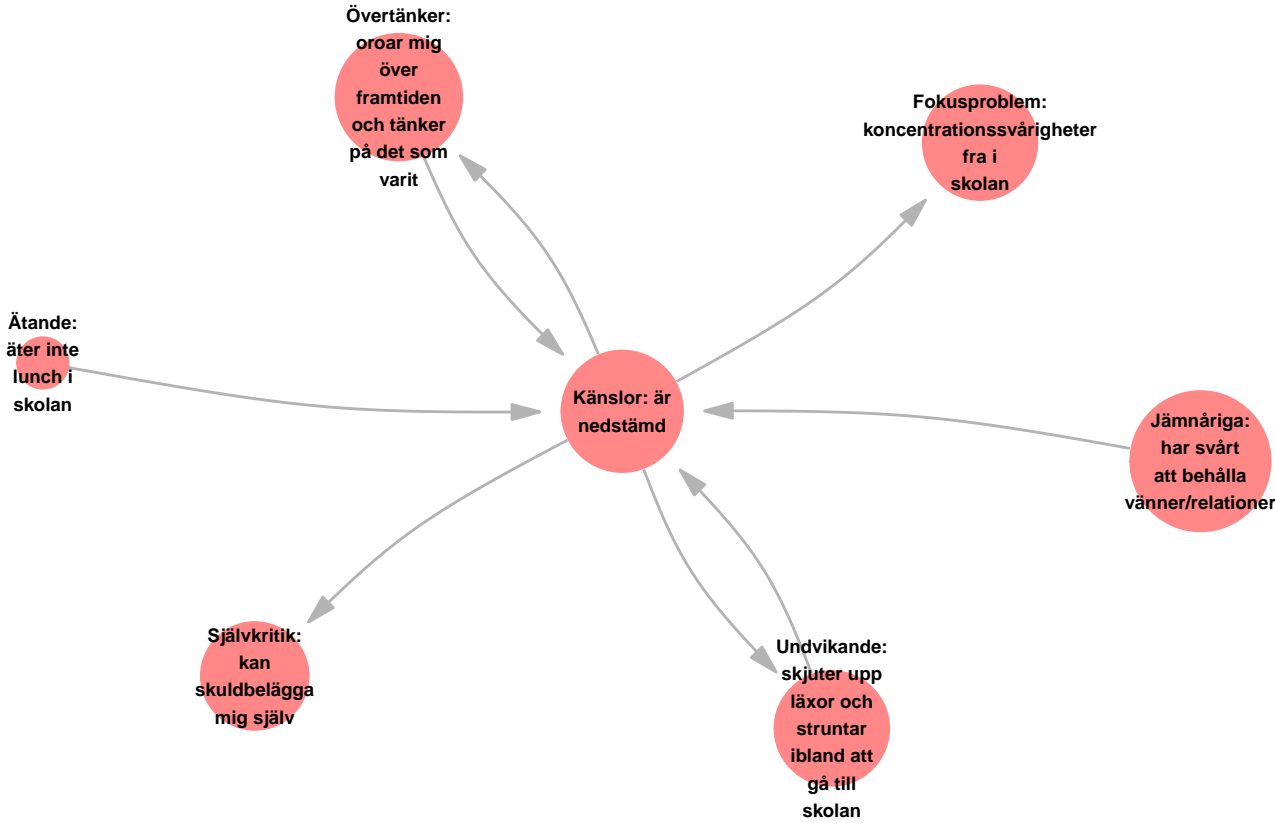 Övertänker:
oroar mig
över
framtiden
och tänker
på det som
varit
Fokusproblem:
koncentrationssvårigheter
fra i
skolan
Ätande:
äter inte
lunch i
skolan
Känslor: är
nedstämd
Jämnåriga:
har svårt
att behålla
vänner/relationer
Självkritik:
kan
skuldbelägga
mig själv
Undvikande:
skjuter upp
läxor och
struntar
ibland att
gå till
skolan